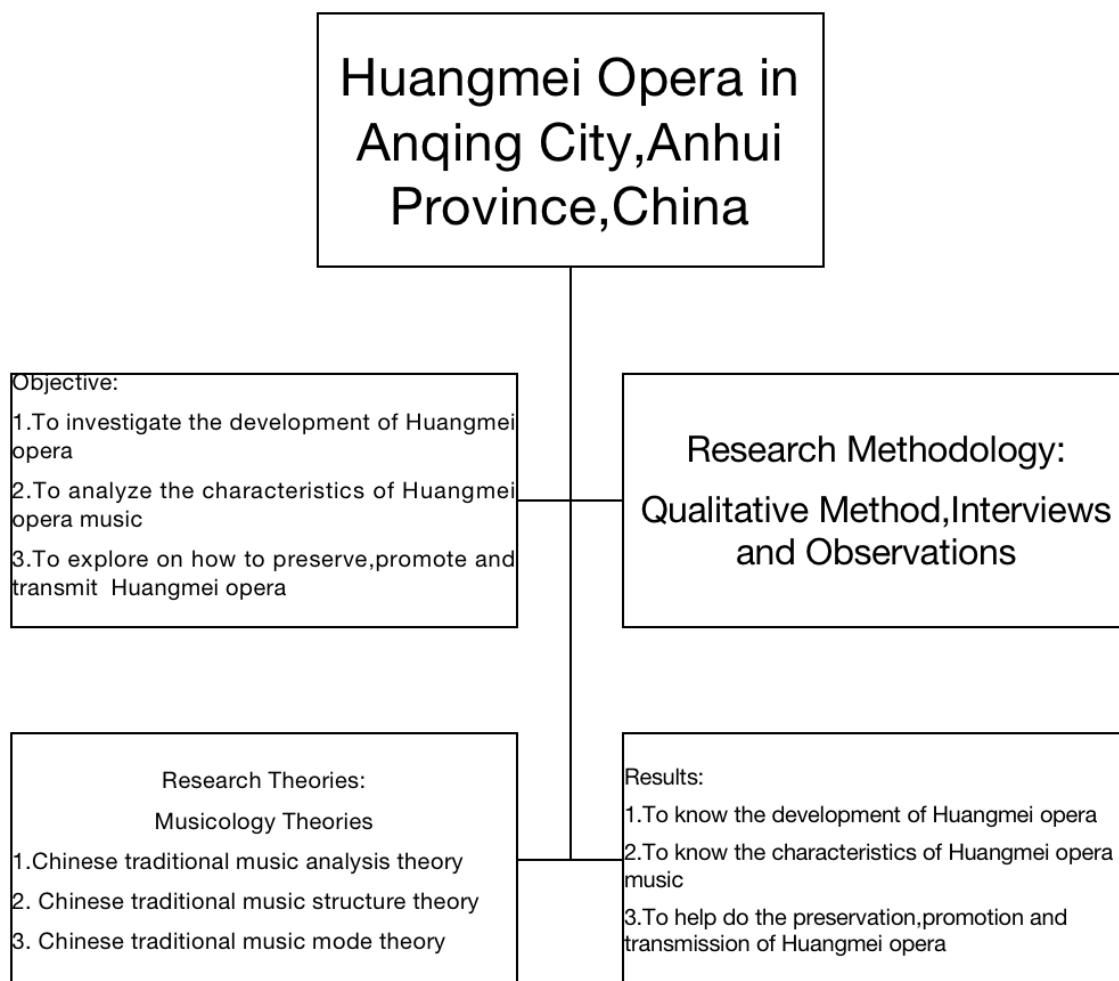 Huangmei Opera in
Anqing City,Anhui
Province,China
Objective:
1.To investigate the development of Huangmei
opera
2.To analyze the characteristics of Huangmei
opera music
3.To explore on how to preserve,promote and
transmit  Huangmei opera
Research Methodology:
Qualitative Method,Interviews
and Observations
Research Theories:
Musicology Theories
1.Chinese traditional music analysis theory
2. Chinese traditional music structure theory
3. Chinese traditional music mode theory
Results:
1.To know the development of Huangmei opera
2.To know the characteristics of Huangmei opera
music
3.To help do the preservation,promotion and
transmission of Huangmei opera